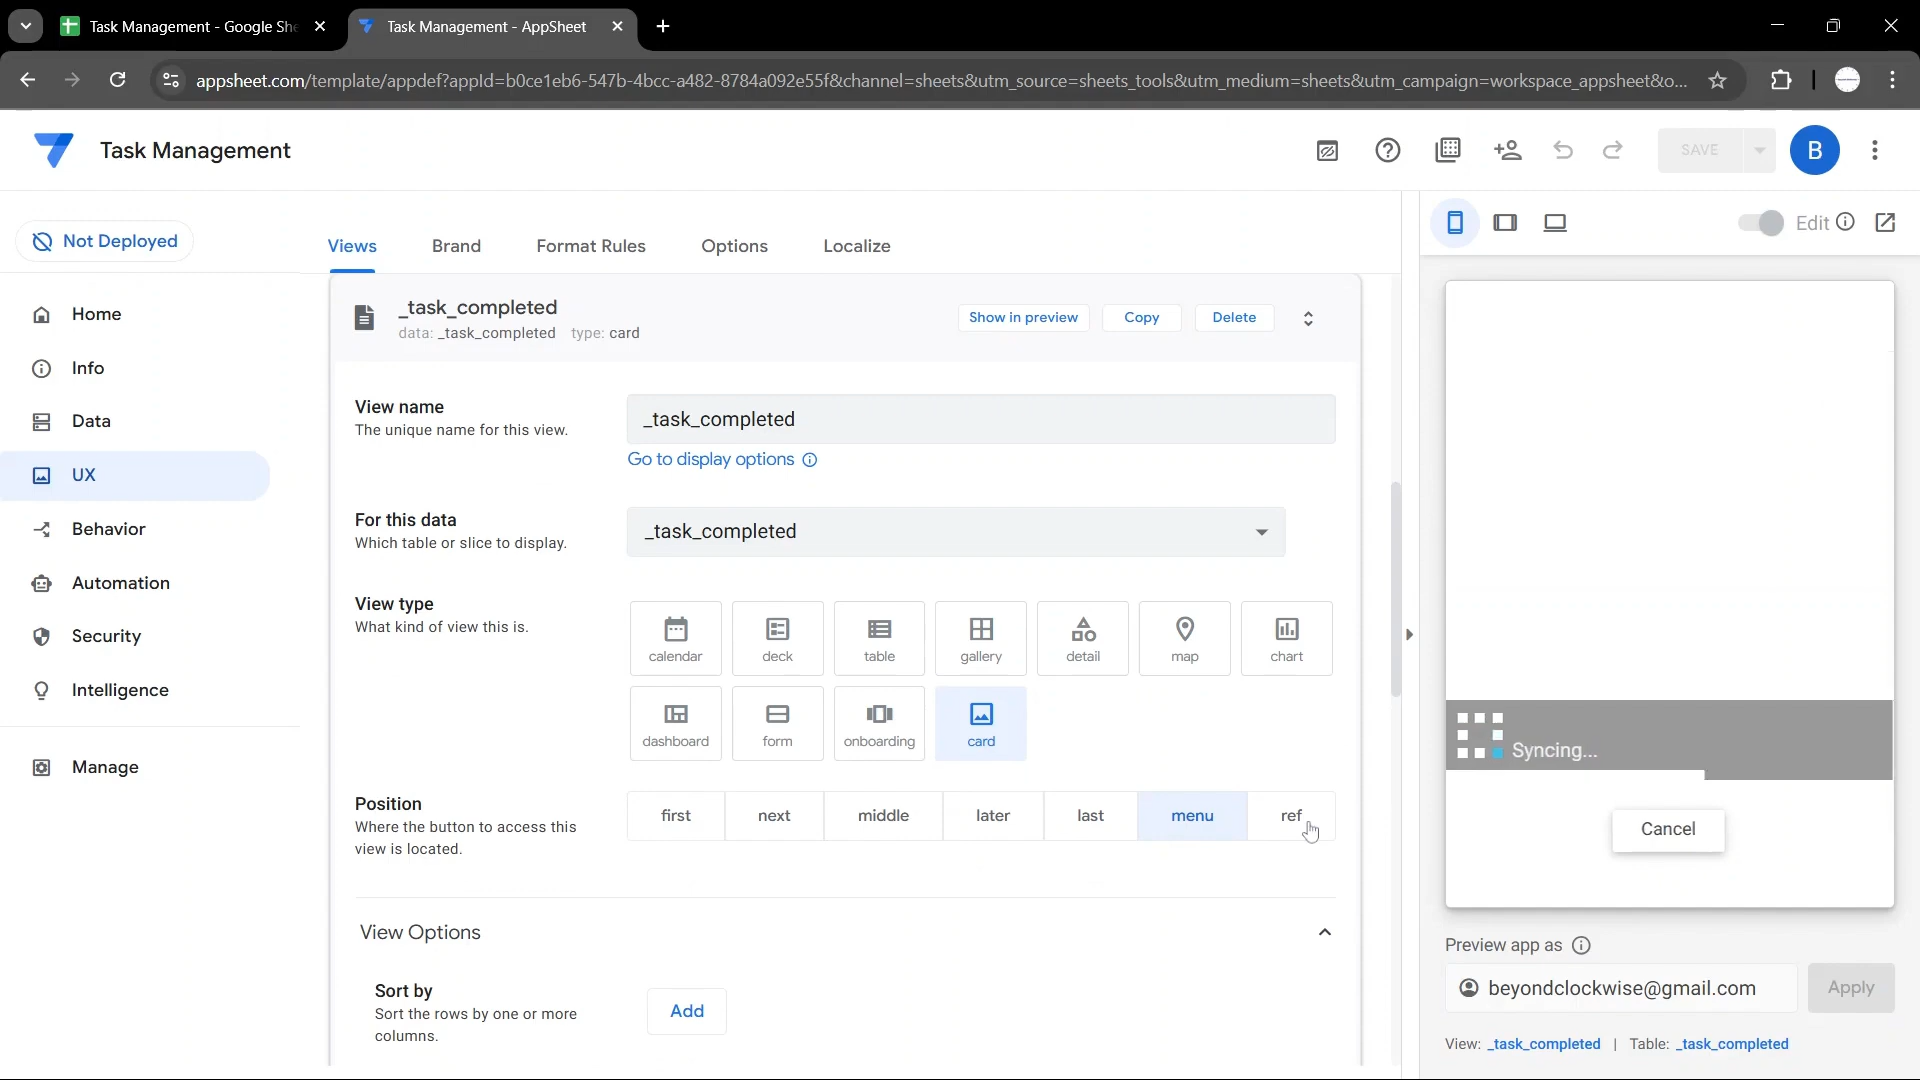 Task Management - Google She
Task Management - AppSheet
appsheet.com/template/appdef?appId=b0ce1eb6-547b-4bcc-a482-8784a092e55f&channel=sheets&utm_source=sheets_tools&utm_medium=sheets&utm_campaign=workspace_appsheet&o...
Task Management
SAVE
B
Not Deployed
Views
Brand
Format Rules
Options
Localize
Edit
Home
Info
Data
UX
Behavior
Automation
Security
Intelligence
Manage
_task_completed
data: _task_completed type: card
Show in preview
Copy
Delete
View name
The unique name for this view.
_task_completed
Go to display options
For this data
Which table or slice to display.
_task_completed
View type
What kind of view this is.
calendar
deck
table
gallery
detail
map
chart
dashboard
form
onboarding
card
Position
Where the button to access this
view is located.
first
next
middle
later
last
menu
ref
View Options
Sort by
Sort the rows by one or more
columns.
Add
Syncing...
Cancel
Preview app as
beyondclockwise@gmail.com
Apply
View: _task_completed | Table: _task_completed